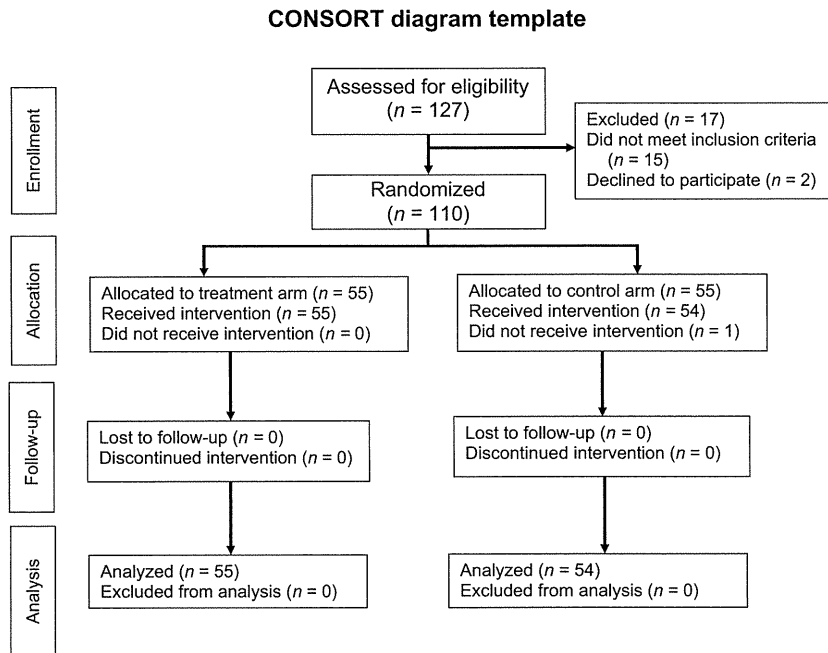 CONSORT diagram template
Enrollment
Assessed for eligibility
(n = 127)
Excluded (n = 17)
Did not meet inclusion criteria
(n = 15)
Declined to participate (n = 2)
Randomized
(n = 110)
Allocation
Allocated to treatment arm (n = 55)
Received intervention (n = 55)
Did not receive intervention (n = 0)
Allocated to control arm (n = 55)
Received intervention (n = 54)
Did not receive intervention (n = 1)
Follow-up
Lost to follow-up (n = 0)
Discontinued intervention (n = 0)
Lost to follow-up (n = 0)
Discontinued intervention (n = 0)
Analysis
Analyzed (n = 55)
Excluded from analysis (n = 0)
Analyzed (n = 54)
Excluded from analysis (n = 0)